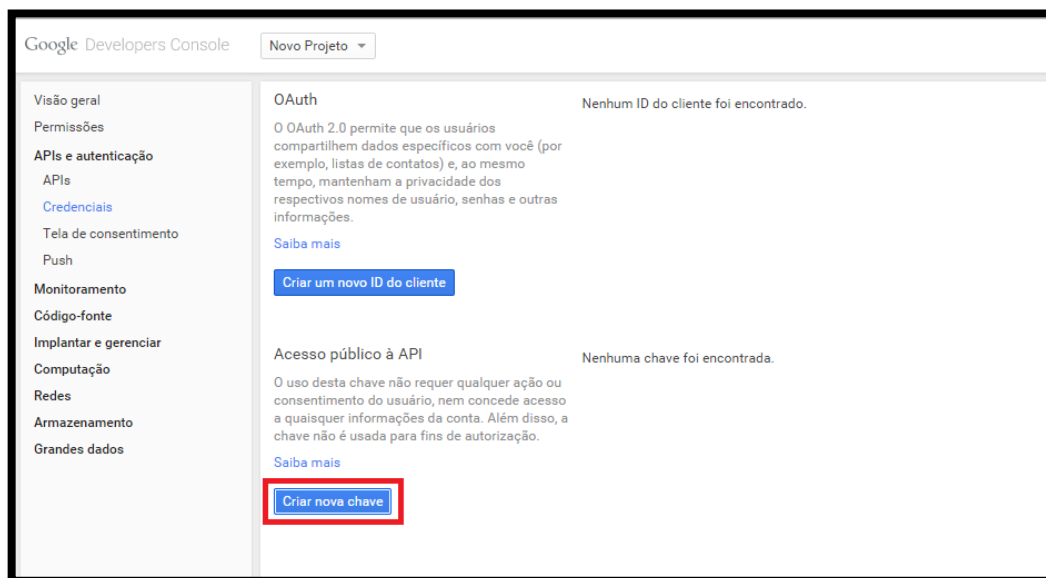 Google Developers Console
Novo Projeto
Visão geral
Permissões
APIs e autenticação
APIs
Credenciais
Tela de consentimento
Push
Monitoramento
Código-fonte
Implantar e gerenciar
Computação
Redes
Armazenamento
Grandes dados
OAuth
O OAuth 2.0 permite que os usuários
compartilhem dados específicos com você (por
exemplo, listas de contatos) e, ao mesmo
tempo, mantenham a privacidade dos
respectivos nomes de usuário, senhas e outras
informações.
Saiba mais
Criar um novo ID do cliente
Nenhum ID do cliente foi encontrado.
Acesso público à API
O uso desta chave não requer qualquer ação ou
consentimento do usuário, nem concede acesso
a quaisquer informações da conta. Além disso, a
chave não é usada para fins de autorização.
Saiba mais
Criar nova chave
Nenhuma chave foi encontrada.